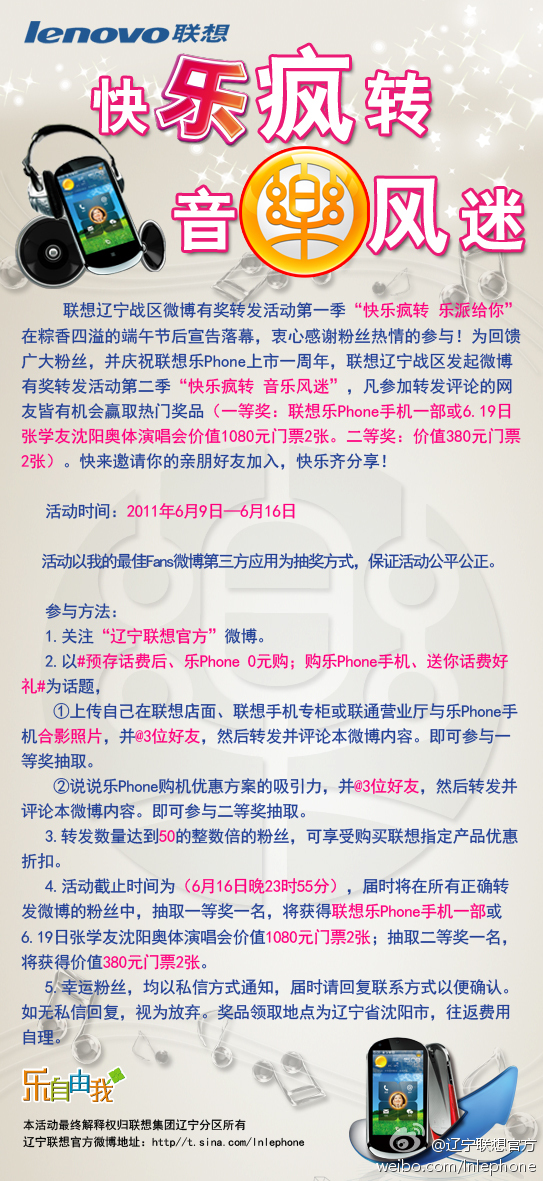 lenovo联想
快乐疯转
音樂风迷
联想辽宁战区微博有奖转发活动第一季“快乐疯转 乐派给你”
在粽香四溢的端午节后宣告落幕，衷心感谢粉丝热情的参与！为回馈
广大粉丝，并庆祝联想乐Phone上市一周年，联想辽宁战区发起微博
有奖转发活动第二季“快乐疯转 音乐风迷”，凡参加转发评论的网
友皆有机会赢取热门奖品（一等奖：联想乐Phone手机一部或6.19日
张学友沈阳奥体演唱会价值1080元门票2张。二等奖：价值380元门票
2张）。快来邀请你的亲朋好友加入，快乐齐分享！
活动时间：2011年6月9日—6月16日
活动以我的最佳Fans微博第三方应用为抽奖方式，保证活动公平公正。
参与方法：
1.关注“辽宁联想官方”微博。
2.以#预存话费后、乐Phone 0元购；购乐Phone手机、送你话费好
礼#为话题，
①上传自己在联想店面、联想手机专柜或联通营业厅与乐Phone手
机合影照片，并@3位好友，然后转发并评论本微博内容。即可参与一
等奖抽取。
②说说乐Phone购机优惠方案的吸引力，并@3位好友，然后转发并
评论本微博内容。即可参与二等奖抽取。
3.转发数量达到50的整数倍的粉丝，可享受购买联想指定产品优惠
折扣。
4.活动截止时间为（6月16日晚23时55分），届时将在所有正确转
发微博的粉丝中，抽取一等奖一名，将获得联想乐Phone手机一部或
6.19日张学友沈阳奥体演唱会价值1080元门票2张；抽取二等奖一名，
将获得价值380元门票2张。
5.幸运粉丝，均以私信方式通知，届时请回复联系方式以便确认。
如无私信回复，视为放弃。奖品领取地点为辽宁省沈阳市，往返费用
自理。
乐自由我
本活动最终解释权归联想集团辽宁分区所有
辽宁联想官方微博地址：http//t.sina.com/lnlephone
@辽宁联想官方
weibo.com/lnlephone